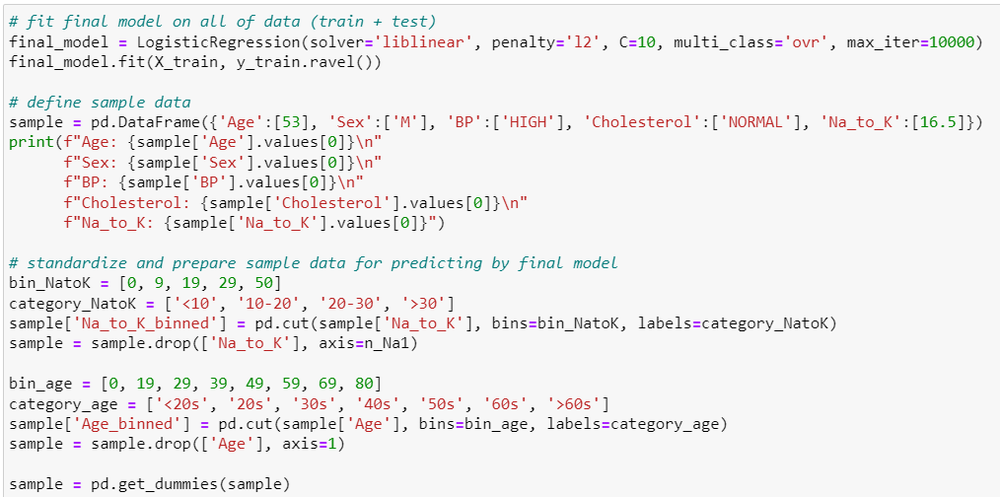 # fit final model on all of data (train + test)
final_model = LogisticRegression(solver='liblinear', penalty='l2', C=10, multi_class='ovr', max_iter=10000)
final_model.fit(X_train, y_train.ravel())

# define sample data
sample = pd.DataFrame({'Age':[53], 'Sex':['M'], 'BP':['HIGH'], 'Cholesterol':['NORMAL'], 'Na_to_K':[16.5]})
print(f"Age: {sample['Age'].values[0]}\n"
      f"Sex: {sample['Sex'].values[0]}\n"
      f"BP: {sample['BP'].values[0]}\n"
      f"Cholesterol: {sample['Cholesterol'].values[0]}\n"
      f"Na_to_K: {sample['Na_to_K'].values[0]}")

# standardize and prepare sample data for predicting by final model
bin_NatoK = [0, 9, 19, 29, 50]
category_NatoK = ['<10', '10-20', '20-30', '>30']
sample['Na_to_K_binned'] = pd.cut(sample['Na_to_K'], bins=bin_NatoK, labels=category_NatoK)
sample = sample.drop(['Na_to_K'], axis=n_Na1)

bin_age = [0, 19, 29, 39, 49, 59, 69, 80]
category_age = ['<20s', '20s', '30s', '40s', '50s', '60s', '>60s']
sample['Age_binned'] = pd.cut(sample['Age'], bins=bin_age, labels=category_age)
sample = sample.drop(['Age'], axis=1)

sample = pd.get_dummies(sample)